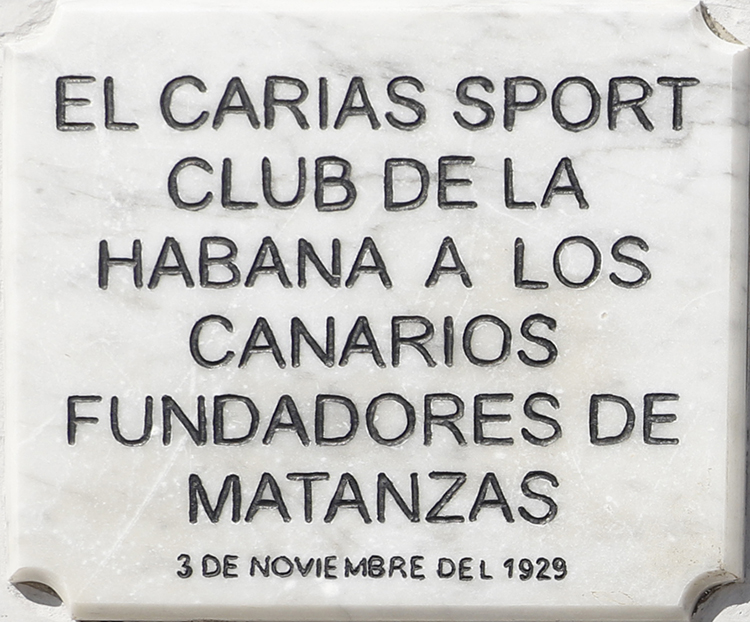 EL CARIAS SPORT
CLUB DE LA
HABANA A LOS
CANARIOS
FUNDADORES DE
MATANZAS
3 DE NOVIEMBRE DEL 1929